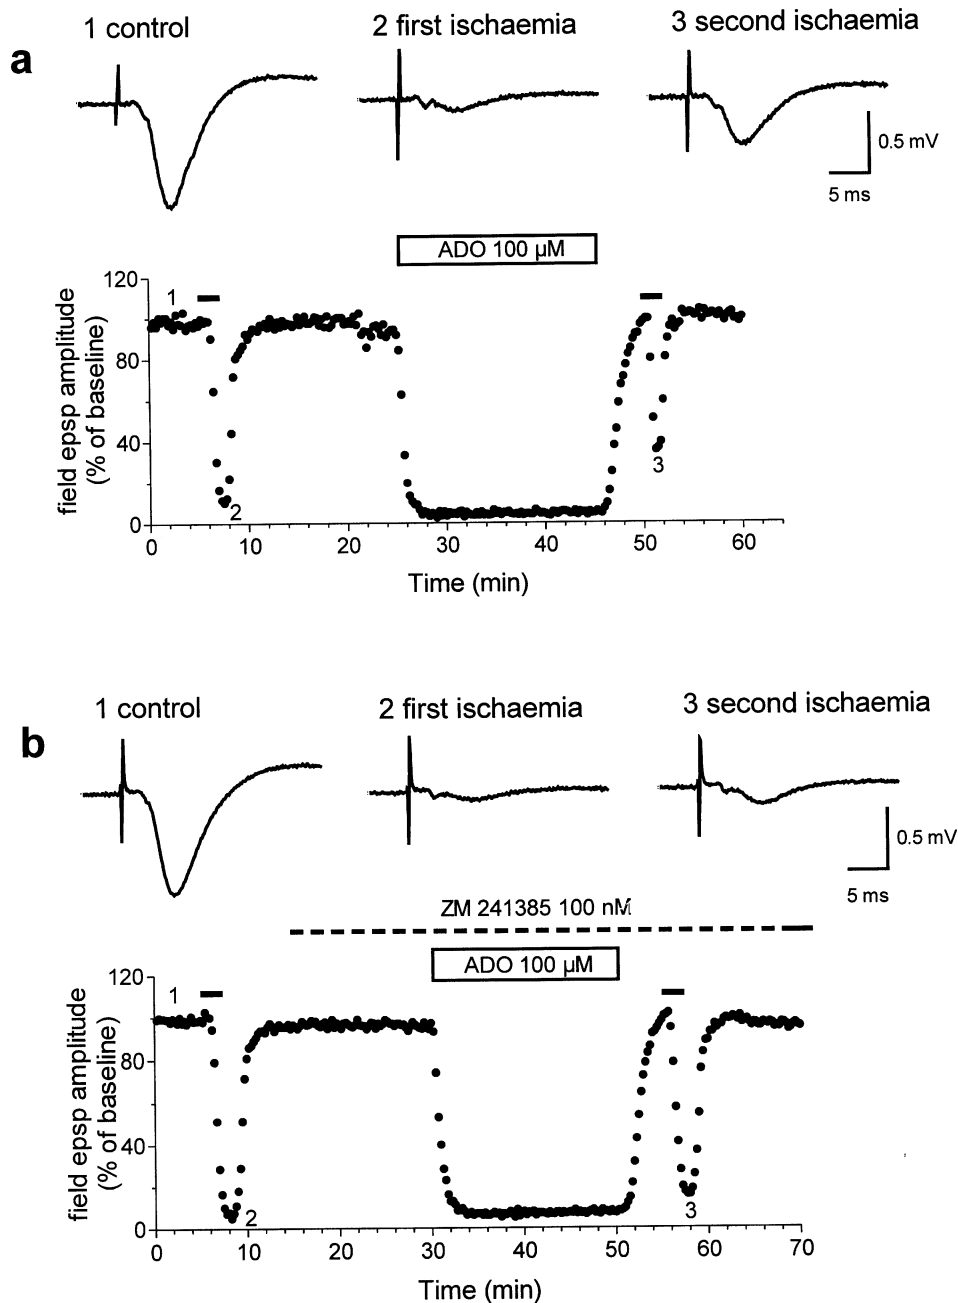 a
1 control
2 first ischaemia
3 second ischaemia
0.5 mV
5 ms
ADO 100 µM
field epsp amplitude
(% of baseline)
120
80
40
0
1
2
3
0 10 20 30 40 50 60
Time (min)
b
1 control
2 first ischaemia
3 second ischaemia
0.5 mV
5 ms
ZM 241385 100 nM
ADO 100 µM
field epsp amplitude
(% of baseline)
120
80
40
0
1
2
3
0 10 20 30 40 50 60 70
Time (min)